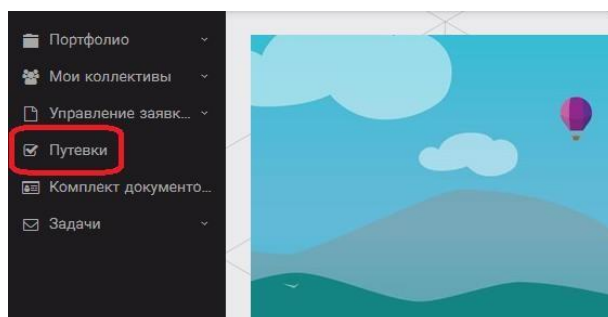 Портфолио
Мои коллективы
Управление заявк...
Путевки
Комплект документо...
Задачи